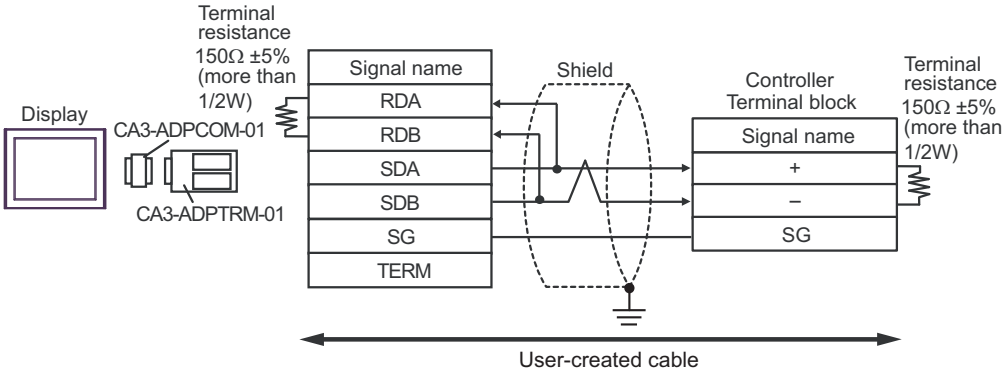 Terminal
resistance
150Ω ±5%
(more than
1/2W)
Display
CA3-ADPCOM-01
CA3-ADPTRM-01
Signal name
RDA
RDB
SDA
SDB
SG
TERM
Shield
Controller
Terminal block
Signal name
+
–
SG
Terminal
resistance
150Ω ±5%
(more than
1/2W)
User-created cable